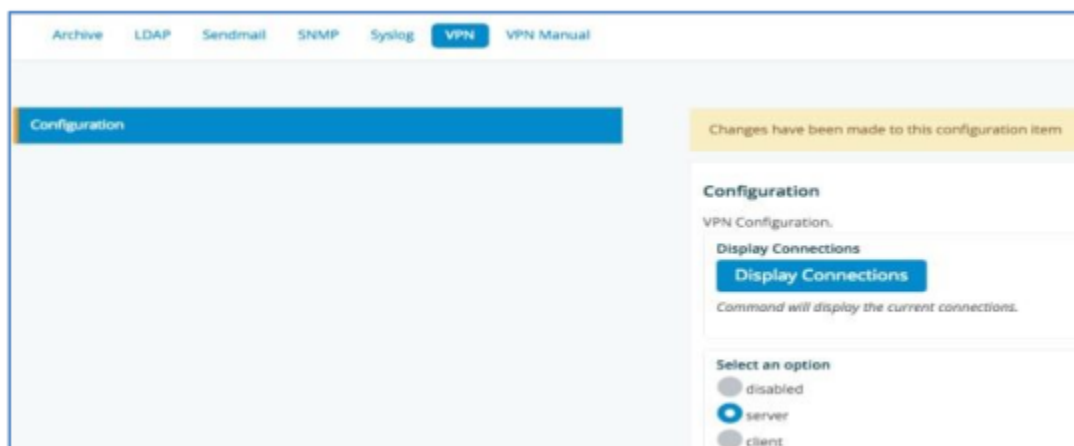 Archive LDAP Sendmail SNMP Syslog VPN VPN Manual
Configuration
Changes have been made to this configuration item
Configuration
VPN Configuration.
Display Connections
Display Connections
Command will display the current connections.
Select an option
disabled
server
client